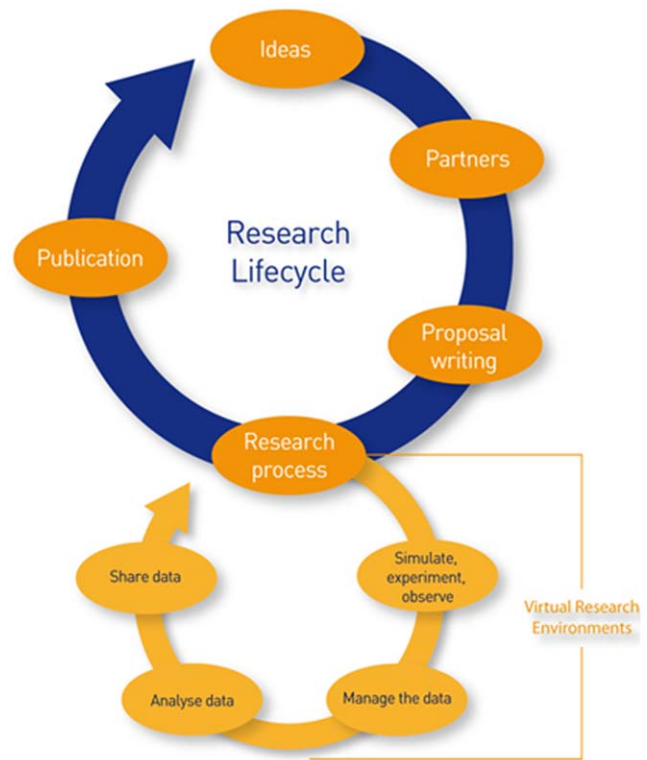 Ideas
Partners
Research
Lifecycle
Publication
Proposal
writing
Research
process
Share data
Simulate,
experiment,
observe
Virtual Research
Environments
Analyse data
Manage the data